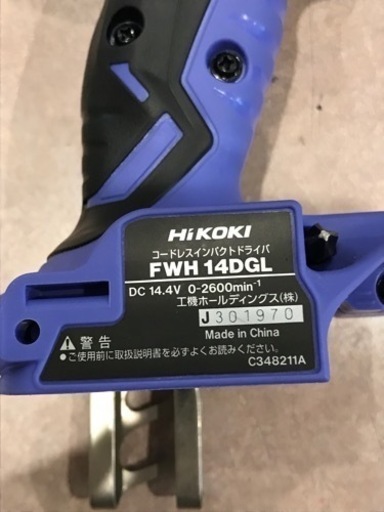 HiKOKI
コードレスインパクトドライバ
FWH 14DGL
DC 14.4V 0-2600min⁻¹
工機ホールディングス(株)
J301970
Made in China
⚠警告
●ご使用前に取扱説明書を必ずよくお読みください。
C348211A